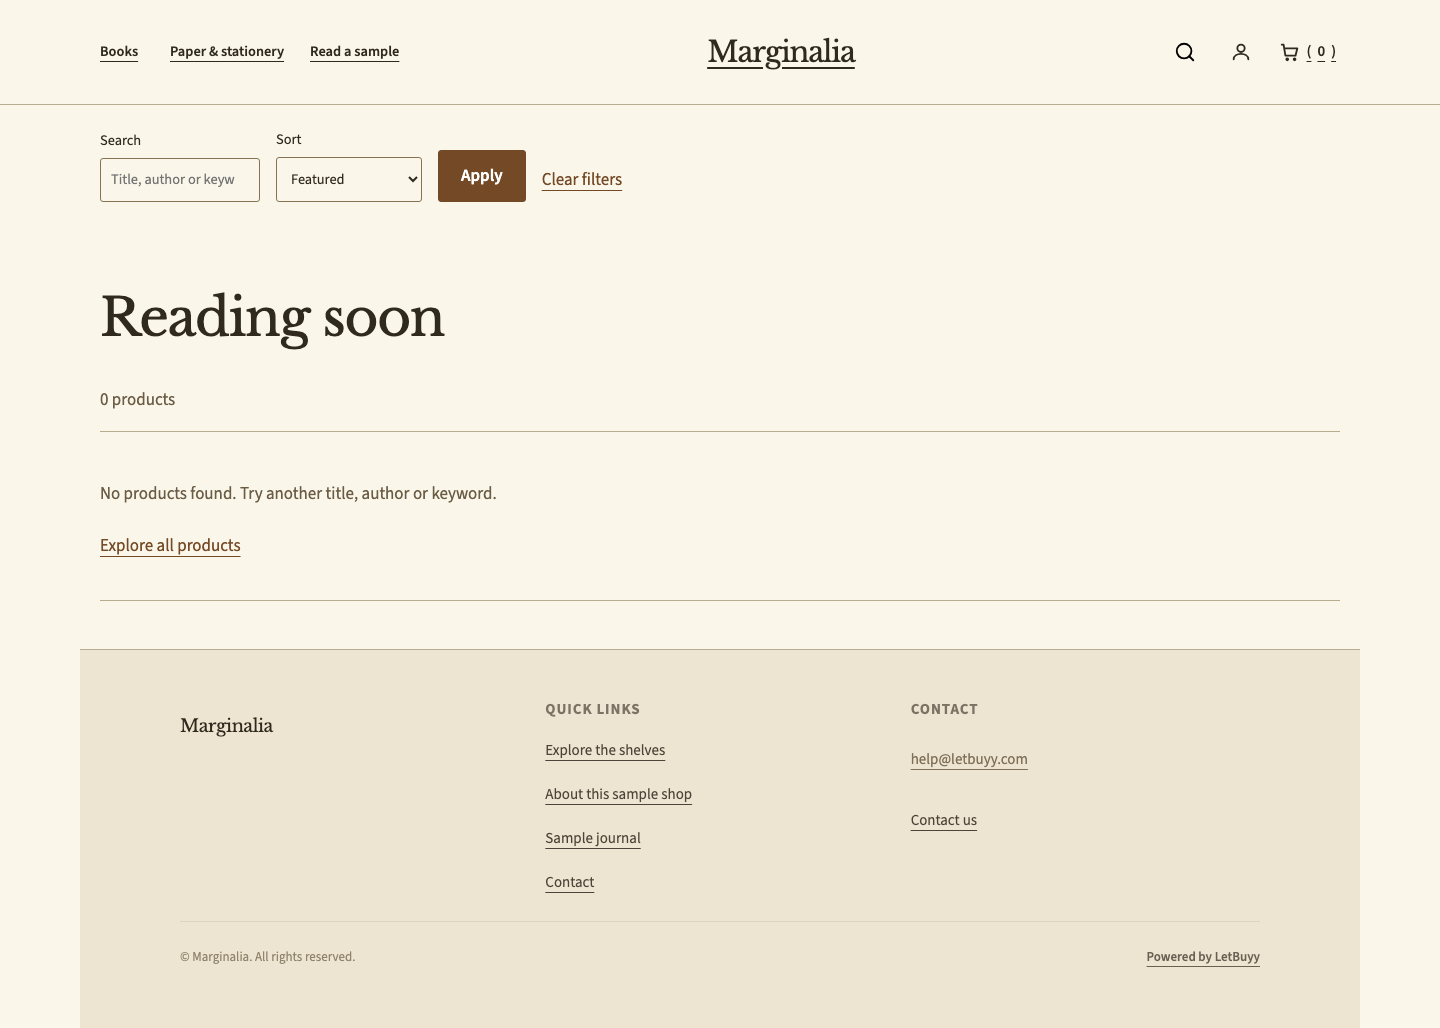 Books
Paper & stationery
Read a sample
Marginalia
( 0 )
Search
Sort
Title, author or keyw
Featured
Apply
Clear filters
Reading soon
0 products
No products found. Try another title, author or keyword.
Explore all products
Marginalia
QUICK LINKS
Explore the shelves
About this sample shop
Sample journal
Contact
CONTACT
help@letbuyy.com
Contact us
© Marginalia. All rights reserved.
Powered by LetBuyy